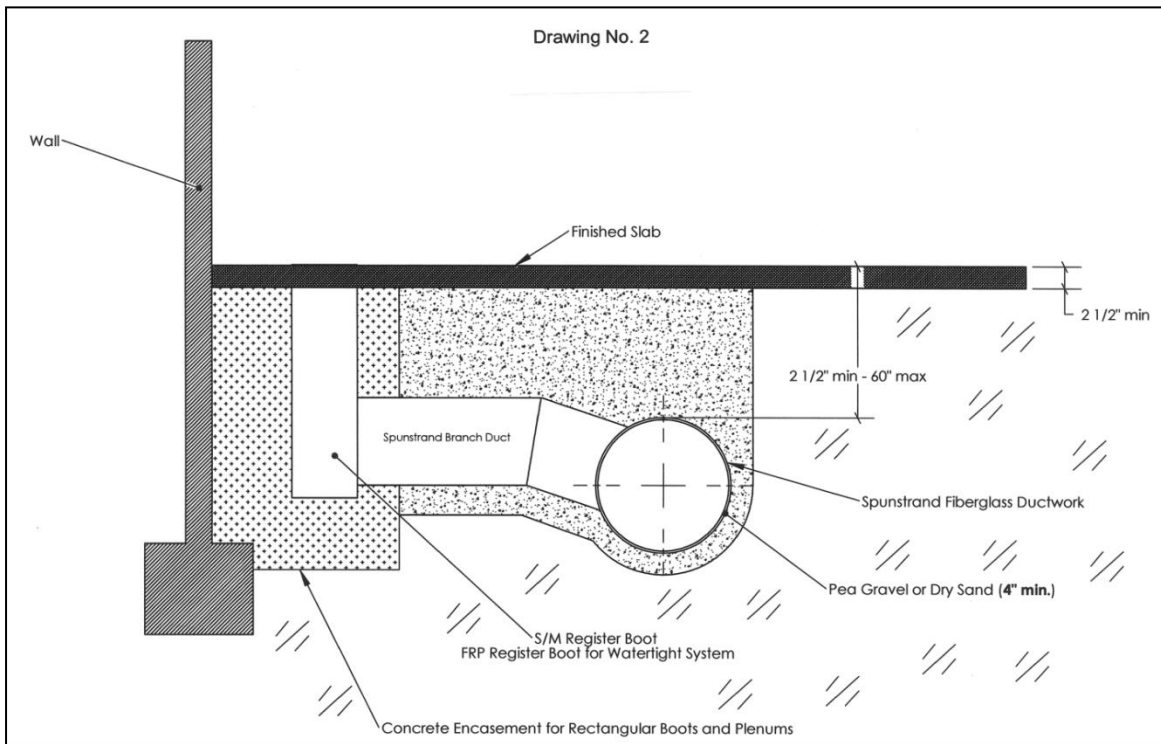 Drawing No. 2
Wall
Finished Slab
2 1/2" min
2 1/2" min - 60" max
Spunstrand Branch Duct
Spunstrand Fiberglass Ductwork
Pea Gravel or Dry Sand (4" min.)
S/M Register Boot
FRP Register Boot for Watertight System
Concrete Encasement for Rectangular Boots and Plenums